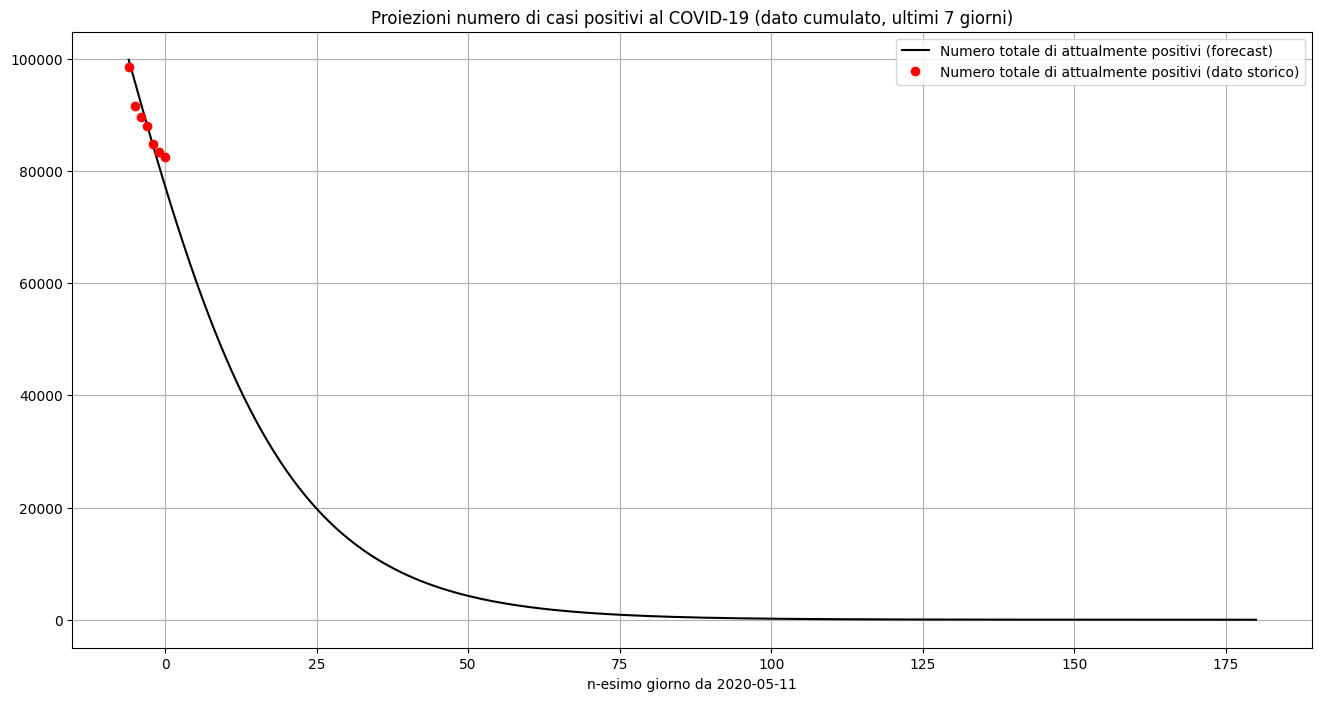 Proiezioni numero di casi positivi al COVID-19 (dato cumulato, ultimi 7 giorni)
Numero totale di attualmente positivi (forecast)
Numero totale di attualmente positivi (dato storico)
100000
80000
60000
40000
20000
0
0 25 50 75 100 125 150 175
n-esimo giorno da 2020-05-11